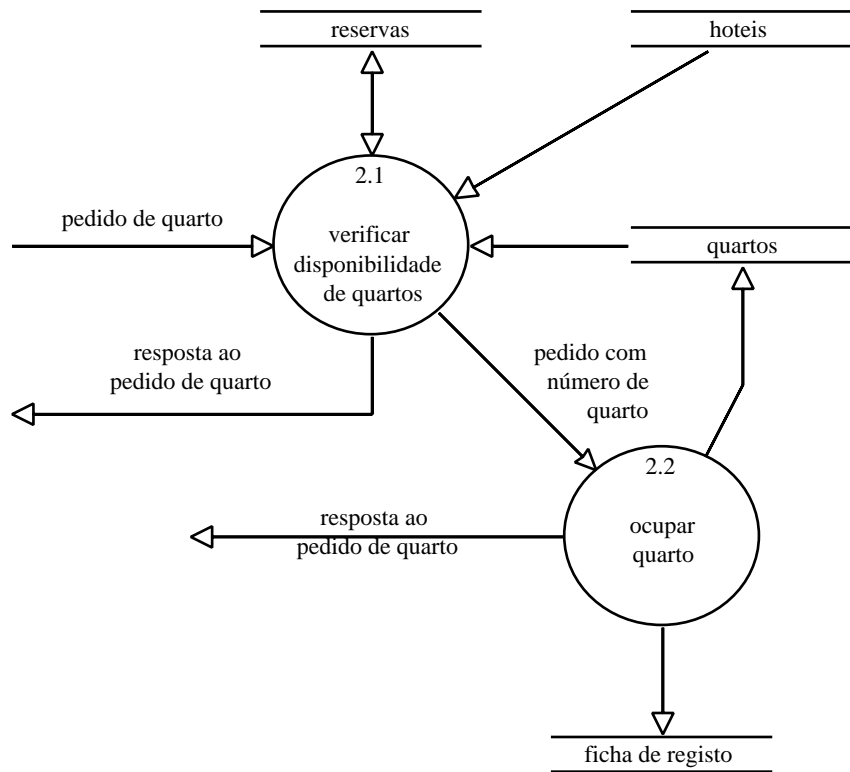 reservas
hoteis
2.1
pedido de quarto
verificar
disponibilidade
de quartos
quartos
resposta ao
pedido de quarto
pedido com
número de
quarto
2.2
resposta ao
pedido de quarto
ocupar
quarto
ficha de registo